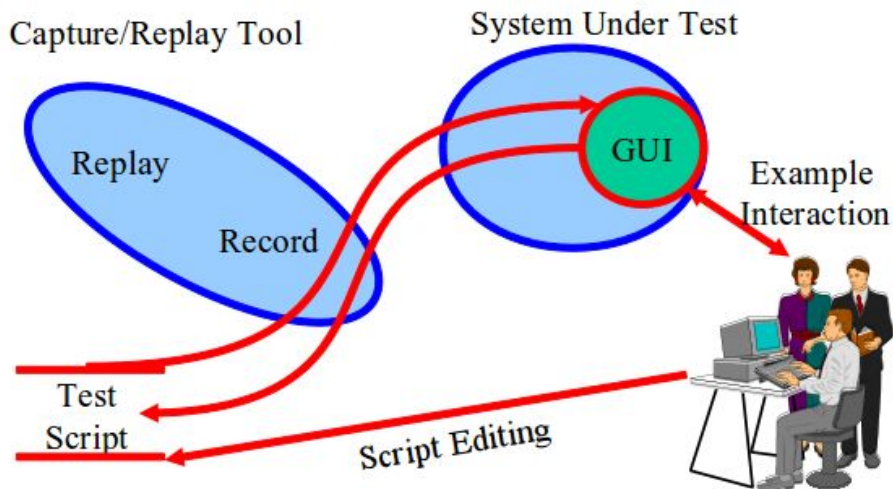 Capture/Replay Tool
System Under Test
Replay
Record
GUI
Example
Interaction
Test
Script
Script Editing